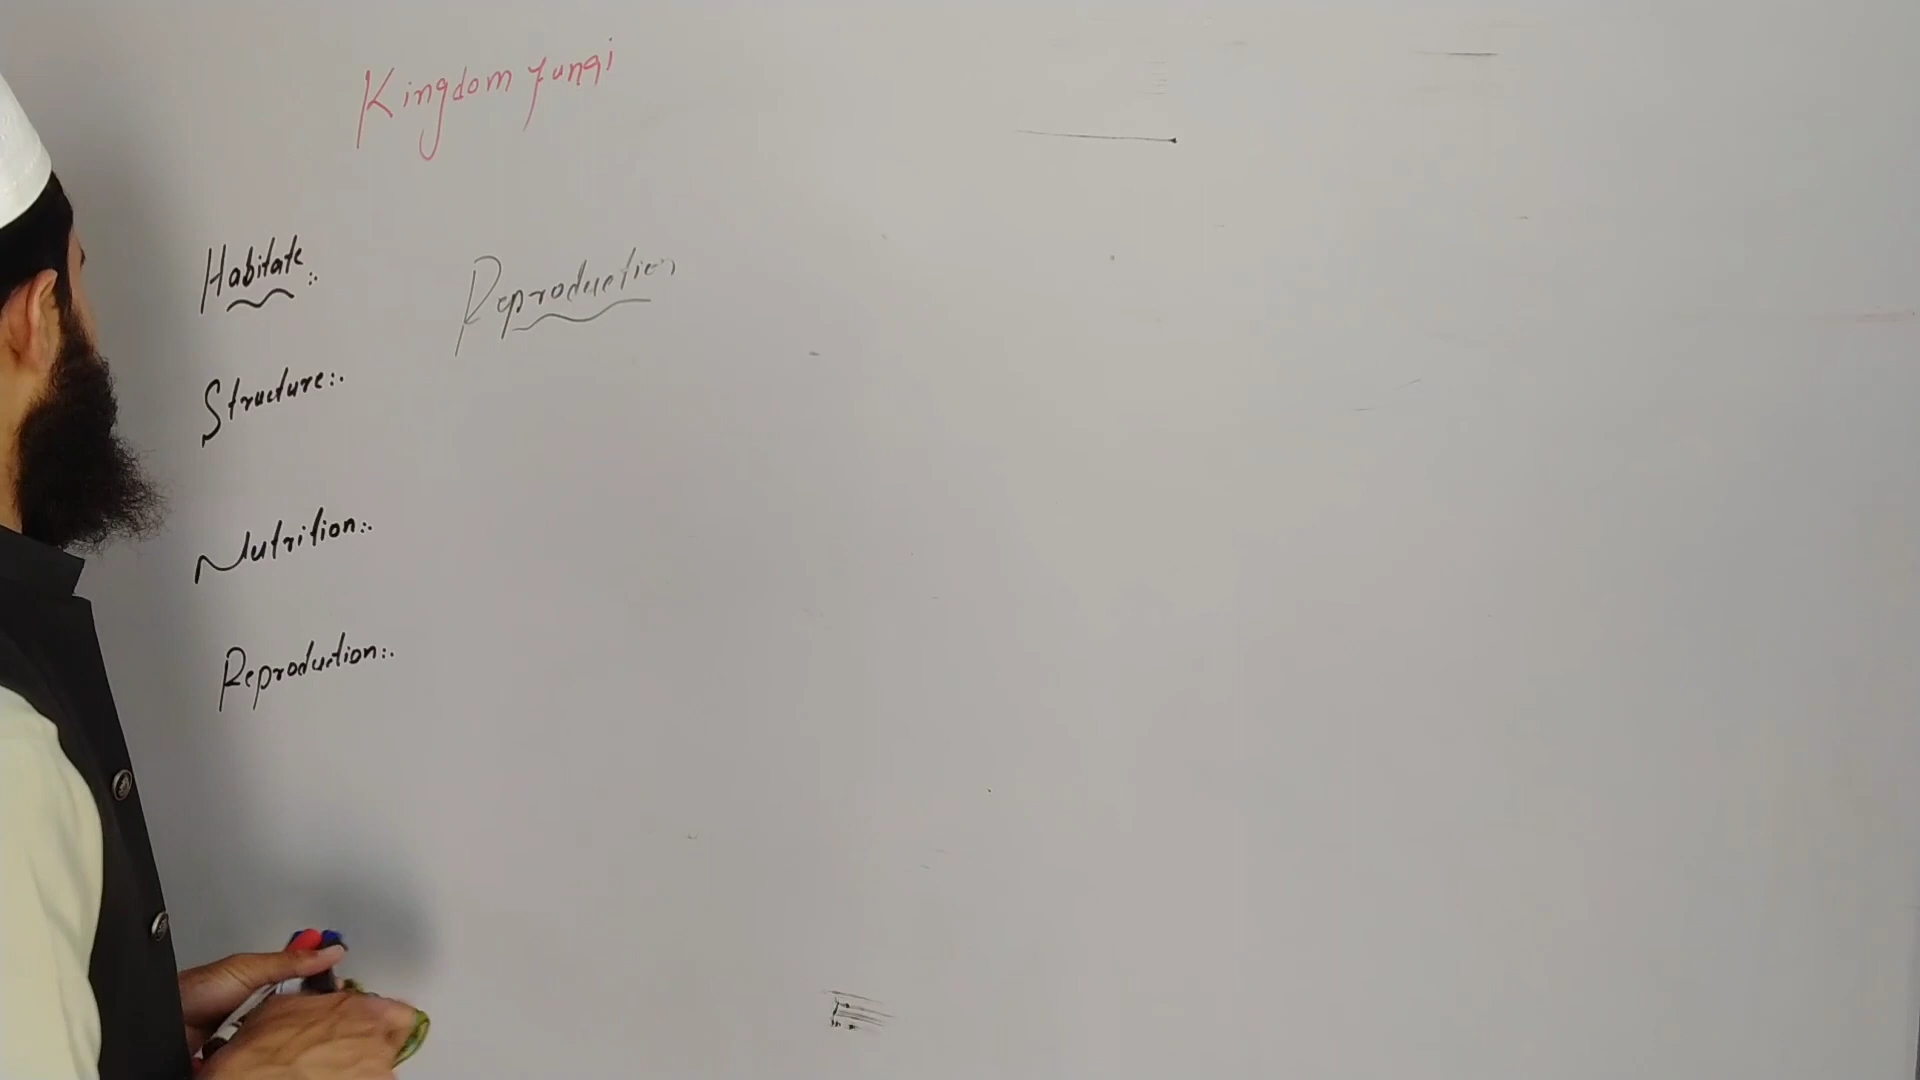 Kingdom fungi
Habitate:.
Reproduction
Structure:.
Nutrition:.
Reproduction:.